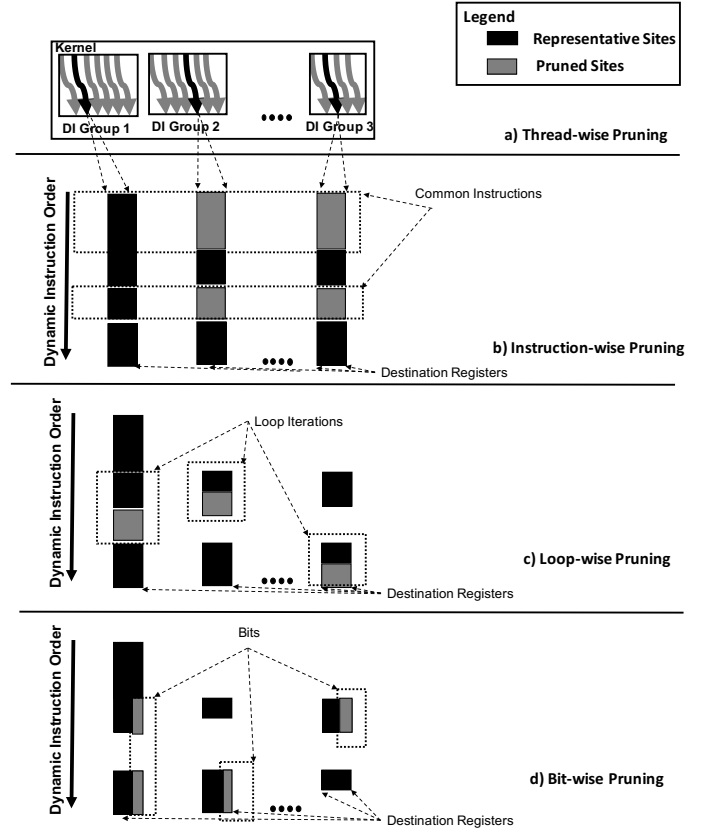 Legend
Representative Sites
Pruned Sites
Kernel
DI Group 1
DI Group 2
DI Group 3
a) Thread-wise Pruning
Dynamic Instruction Order
Common Instructions
b) Instruction-wise Pruning
Destination Registers
Dynamic Instruction Order
Loop Iterations
c) Loop-wise Pruning
Destination Registers
Dynamic Instruction Order
Bits
d) Bit-wise Pruning
Destination Registers